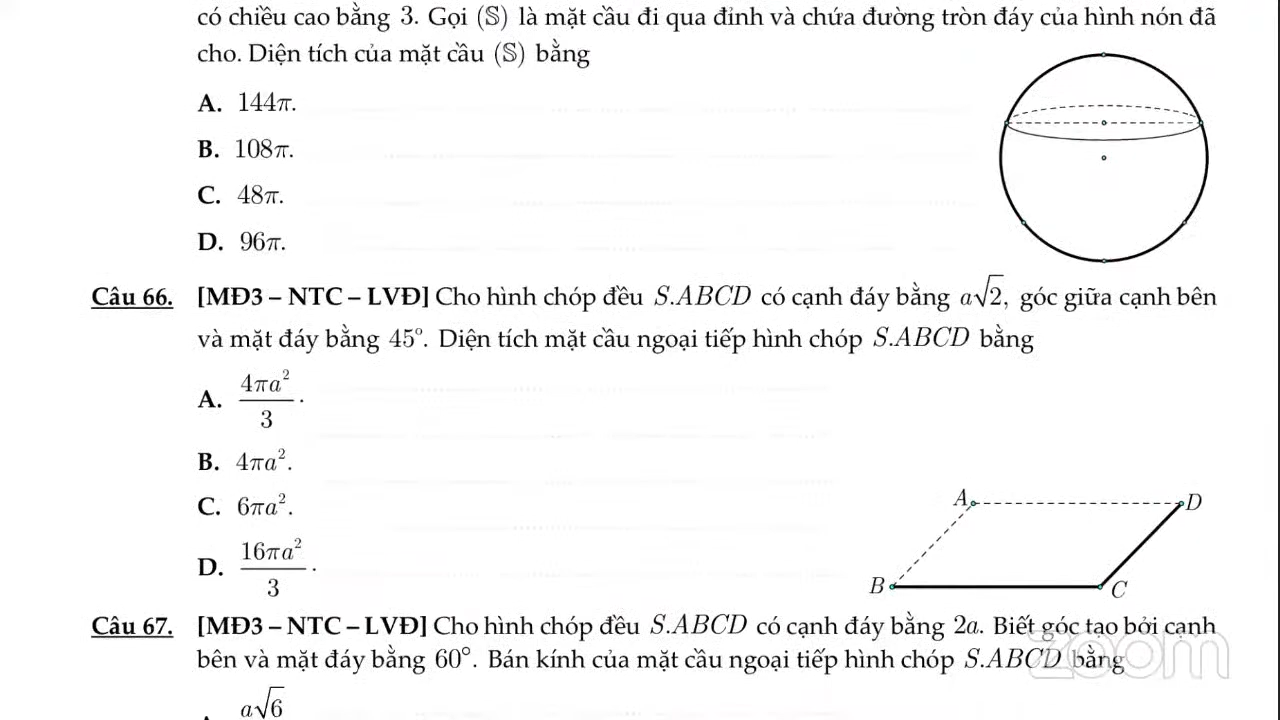 có chiều cao bằng 3. Gọi (𝕊) là mặt cầu đi qua đỉnh và chứa đường tròn đáy của hình nón đã
cho. Diện tích của mặt cầu (𝕊) bằng
A. 144π.
B. 108π.
C. 48π.
D. 96π.
Câu 66. [MĐ3 – NTC – LVĐ] Cho hình chóp đều S.ABCD có cạnh đáy bằng a√2, góc giữa cạnh bên
và mặt đáy bằng 45°. Diện tích mặt cầu ngoại tiếp hình chóp S.ABCD bằng
A. 4πa²/3.
B. 4πa².
C. 6πa².
D. 16πa²/3.
A D
B C
Câu 67. [MĐ3 – NTC – LVĐ] Cho hình chóp đều S.ABCD có cạnh đáy bằng 2a. Biết góc tạo bởi cạnh
bên và mặt đáy bằng 60°. Bán kính của mặt cầu ngoại tiếp hình chóp S.ABCD bằng
zoom
a√6